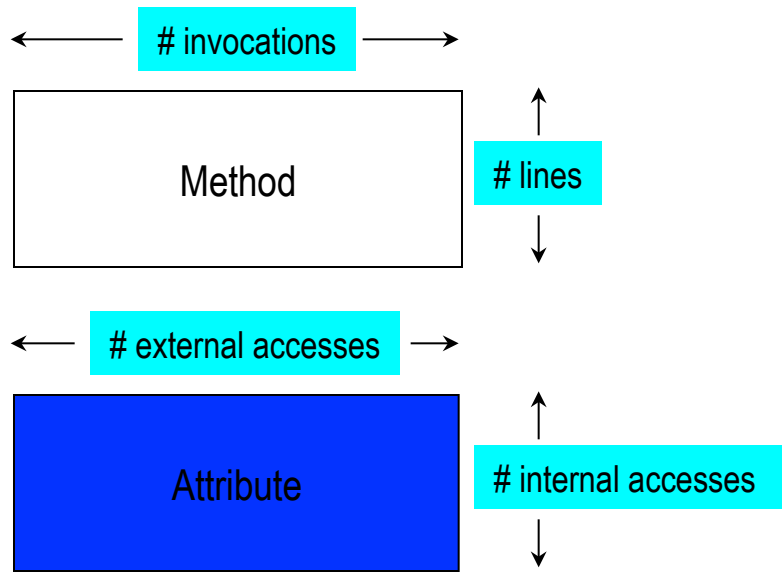 # invocations
Method
# lines
# external accesses
Attribute
# internal accesses